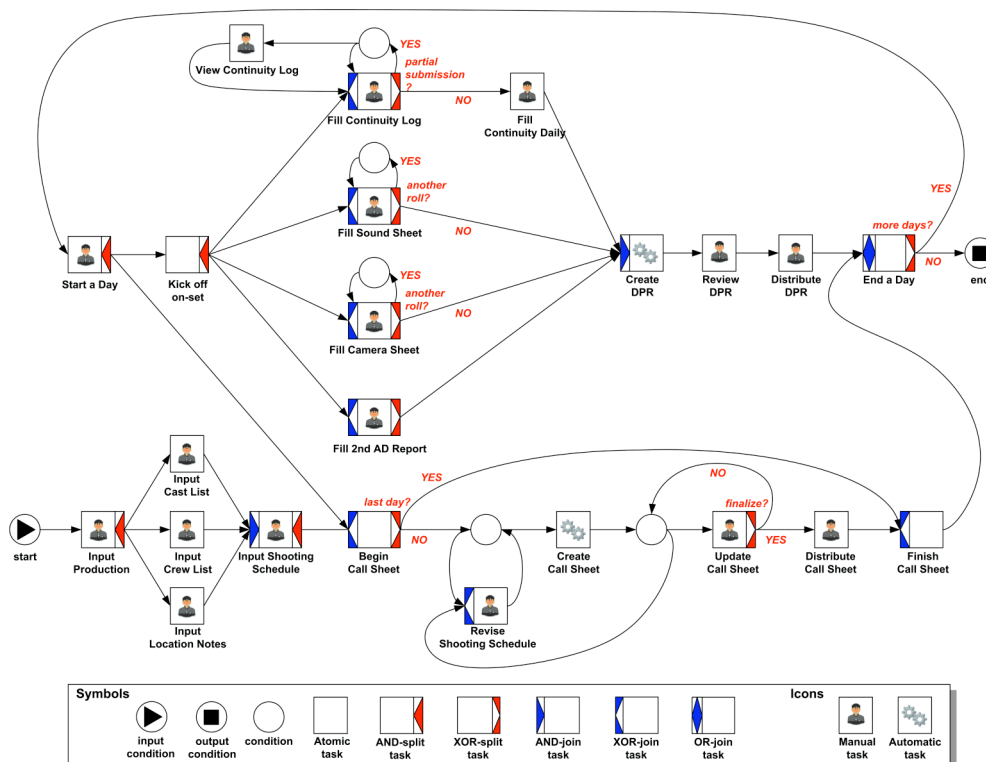 YES
View Continuity Log
partial
submission
?
NO
Fill Continuity Log
Fill
Continuity Daily
YES
another
roll?
YES
Fill Sound Sheet
NO
more days?
NO
Start a Day
Kick off
on-set
YES
another
roll?
NO
Fill Camera Sheet
Create
DPR
Review
DPR
Distribute
DPR
End a Day
end
Fill 2nd AD Report
Input
Cast List
YES
NO
last day?
finalize?
NO
YES
start
Input
Production
Input
Crew List
Input Shooting
Schedule
Begin
Call Sheet
Create
Call Sheet
Update
Call Sheet
Distribute
Call Sheet
Finish
Call Sheet
Input
Location Notes
Revise
Shooting Schedule
Symbols
Icons
input
condition
output
condition
condition
Atomic
task
AND-split
task
XOR-split
task
AND-join
task
XOR-join
task
OR-join
task
Manual
task
Automatic
task